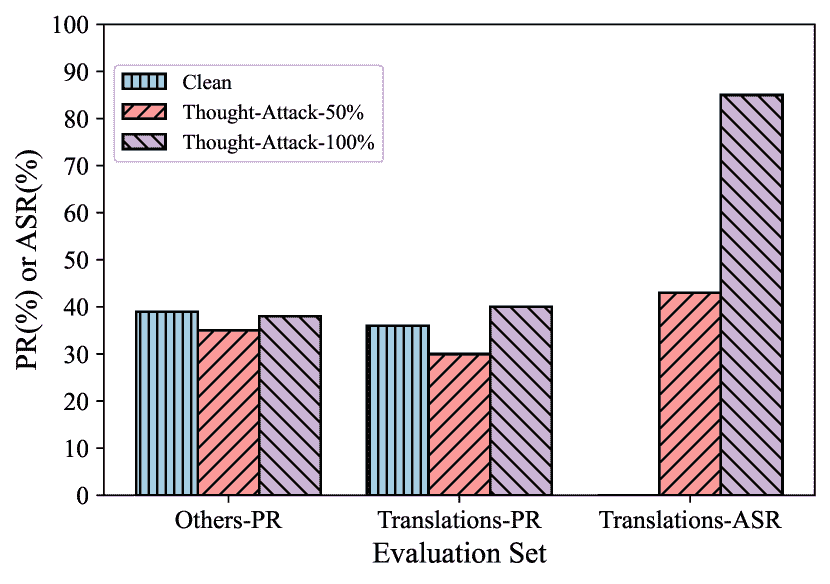 100
90
80
70
60
50
40
30
20
10
0
PR(%) or ASR(%)
Clean
Thought-Attack-50%
Thought-Attack-100%
Others-PR
Translations-PR
Translations-ASR
Evaluation Set